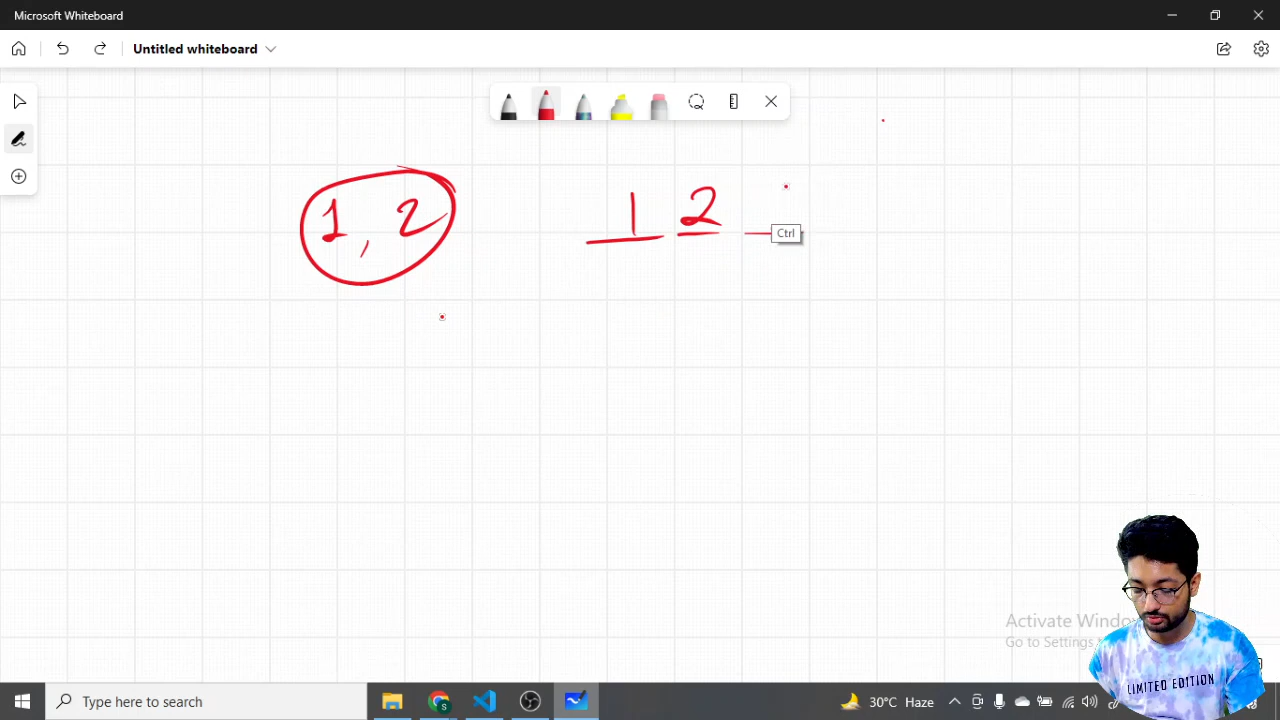 Microsoft Whiteboard
Untitled whiteboard
1, 2
1 2
Ctrl
Activate Windo
Go to Settings
LIMITED EDITION
Type here to search
30°C Haze